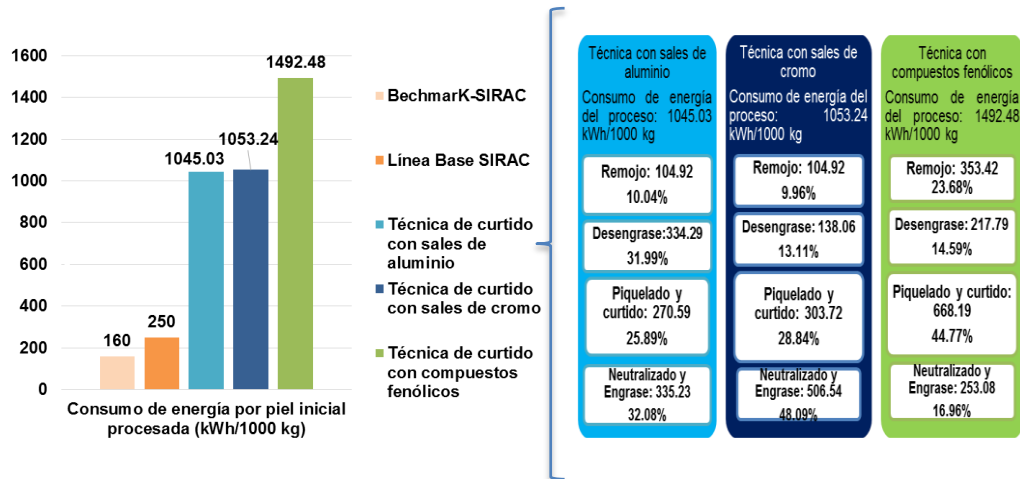 1600
1400
1200
1000
800
600
400
200
0
160
250
1045.03
1053.24
1492.48
Consumo de energía por piel inicial
procesada (kWh/1000 kg)
BechmarK-SIRAC
Línea Base SIRAC
Técnica de curtido
con sales de
aluminio
Técnica de curtido
con sales de cromo
Técnica de curtido
con compuestos
fenólicos
Técnica con sales de
aluminio
Consumo de energía
del proceso: 1045.03
kWh/1000 kg
Remojo: 104.92
10.04%
Desengrase:334.29
31.99%
Piquelado y
curtido: 270.59
25.89%
Neutralizado y
Engrase: 335.23
32.08%
Técnica con sales de
cromo
Consumo de energía del
proceso: 1053.24
kWh/1000 kg
Remojo: 104.92
9.96%
Desengrase: 138.06
13.11%
Piquelado y
curtido: 303.72
28.84%
Neutralizado y
Engrase: 506.54
48.09%
Técnica con
compuestos fenólicos
Consumo de energía
del proceso: 1492.48
kWh/1000 kg
Remojo: 353.42
23.68%
Desengrase: 217.79
14.59%
Piquelado y curtido:
668.19
44.77%
Neutralizado y
Engrase: 253.08
16.96%